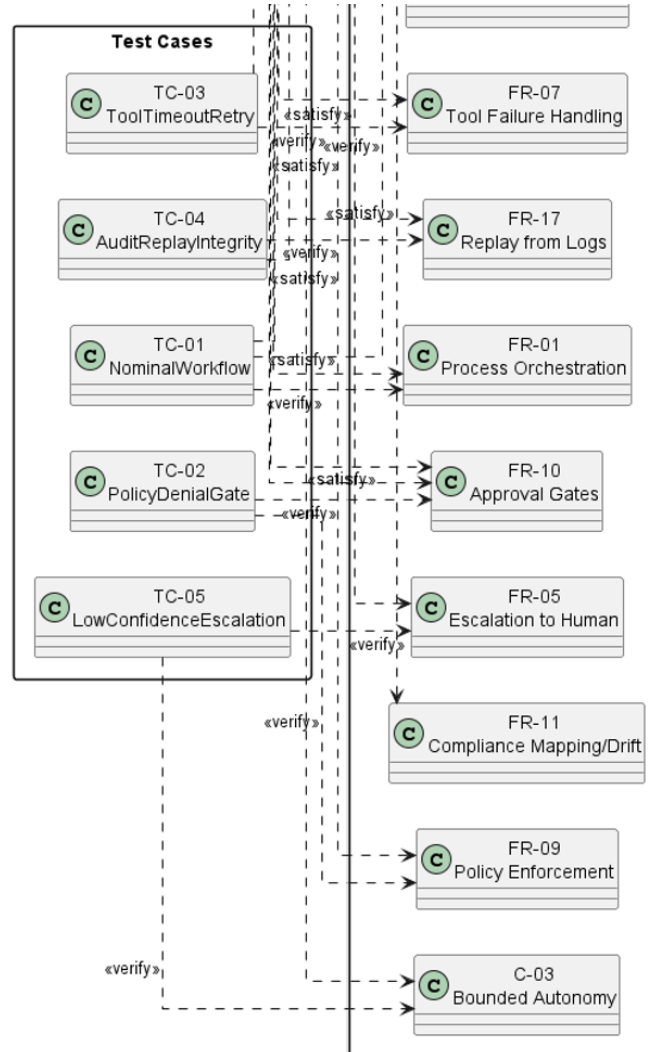 Test Cases
C
TC-03
ToolTimeoutRetry
C
FR-07
Tool Failure Handling
«satisfy»
«verify»
«verify»
«satisfy»
C
TC-04
AuditReplayIntegrity
C
FR-17
Replay from Logs
«satisfy»
«verify»
«satisfy»
C
TC-01
NominalWorkflow
C
FR-01
Process Orchestration
«satisfy»
«verify»
C
TC-02
PolicyDenialGate
C
FR-10
Approval Gates
«satisfy»
«verify»
C
TC-05
LowConfidenceEscalation
C
FR-05
Escalation to Human
«verify»
C
FR-11
Compliance Mapping/Drift
«verify»
C
FR-09
Policy Enforcement
C
C-03
Bounded Autonomy
«verify»